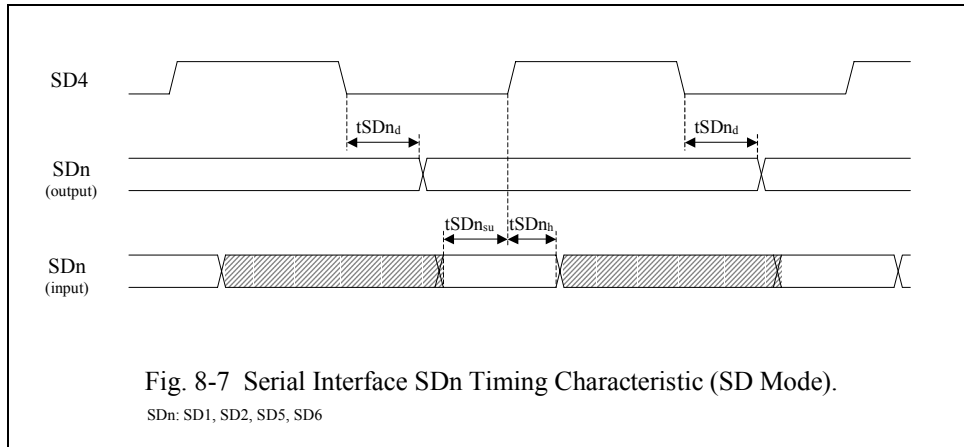 SD4
tSDnd tSDnd
SDn
(output)
tSDnsu tSDnh
SDn
(input)
Fig. 8-7 Serial Interface SDn Timing Characteristic (SD Mode).
SDn: SD1, SD2, SD5, SD6